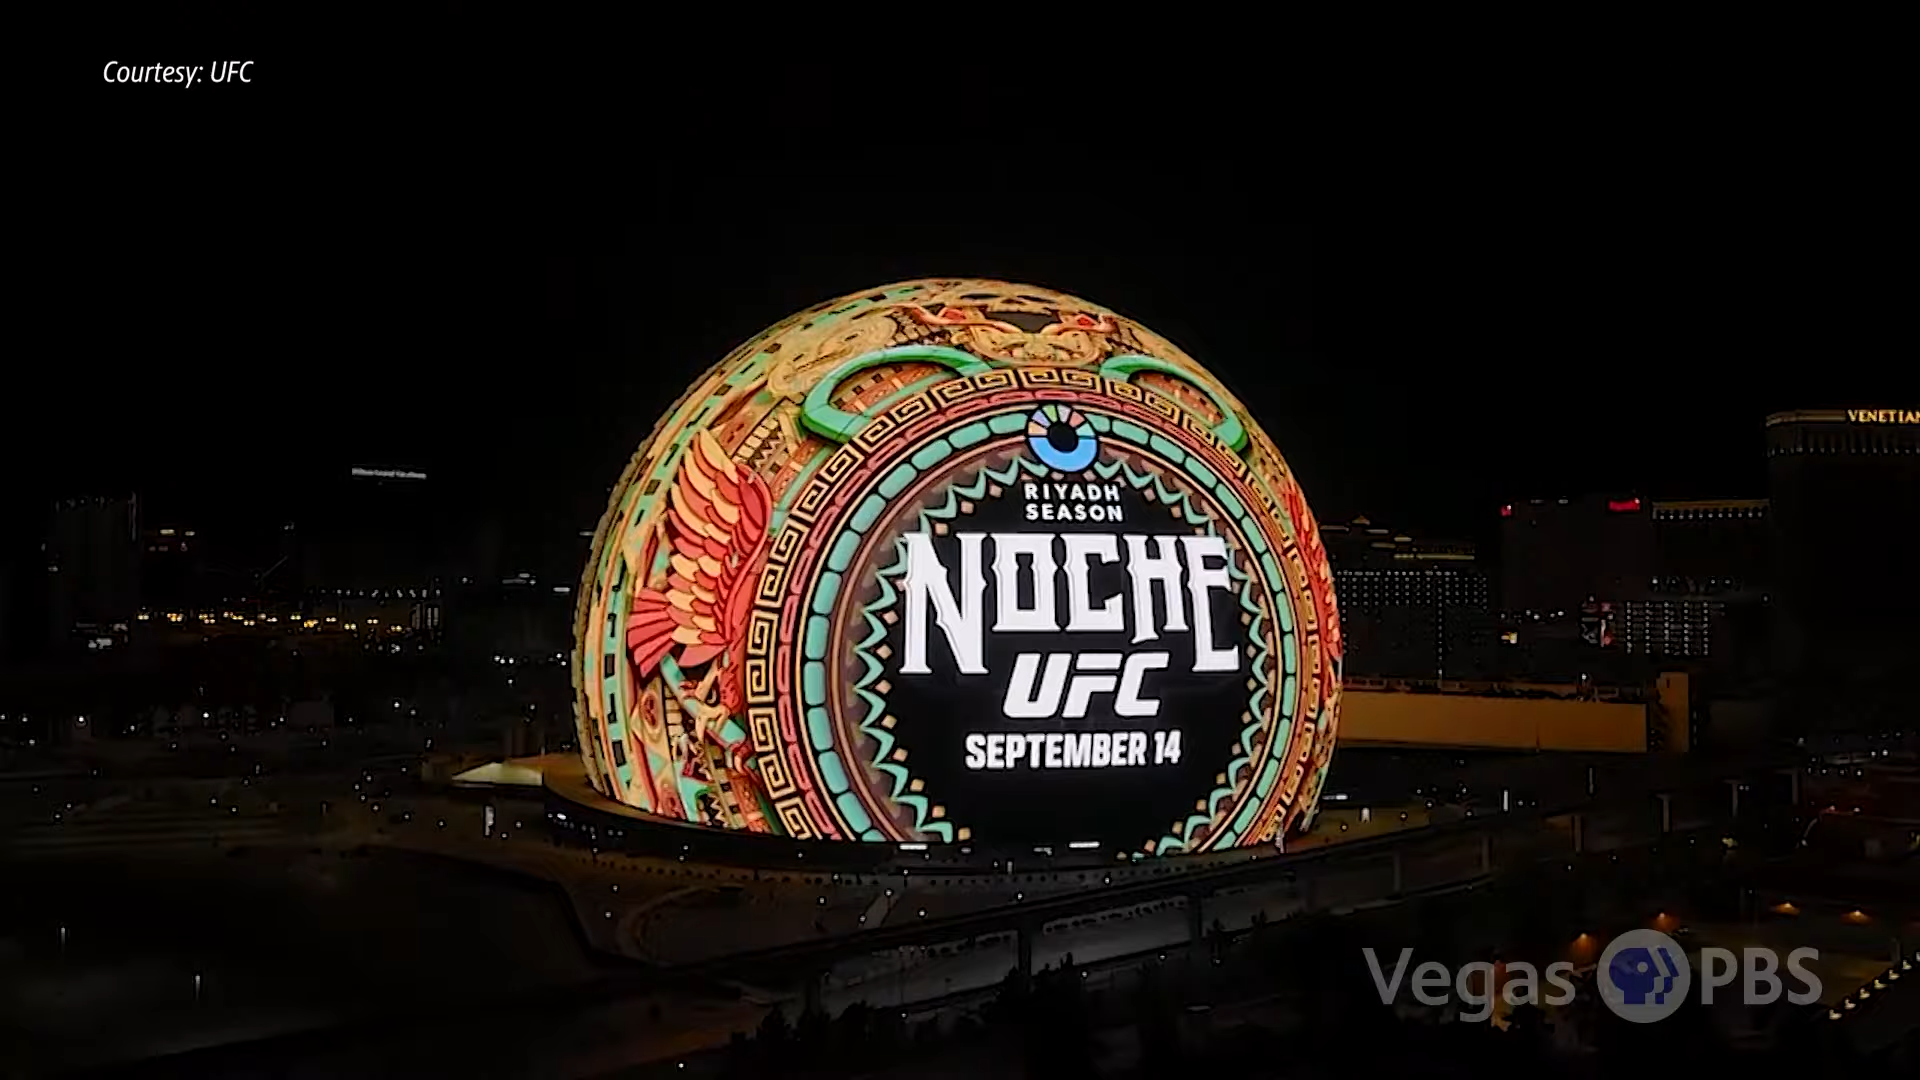 Courtesy: UFC
VENETIAN
RIYADH
SEASON
NOCHE
UFC
SEPTEMBER 14
Vegas PBS